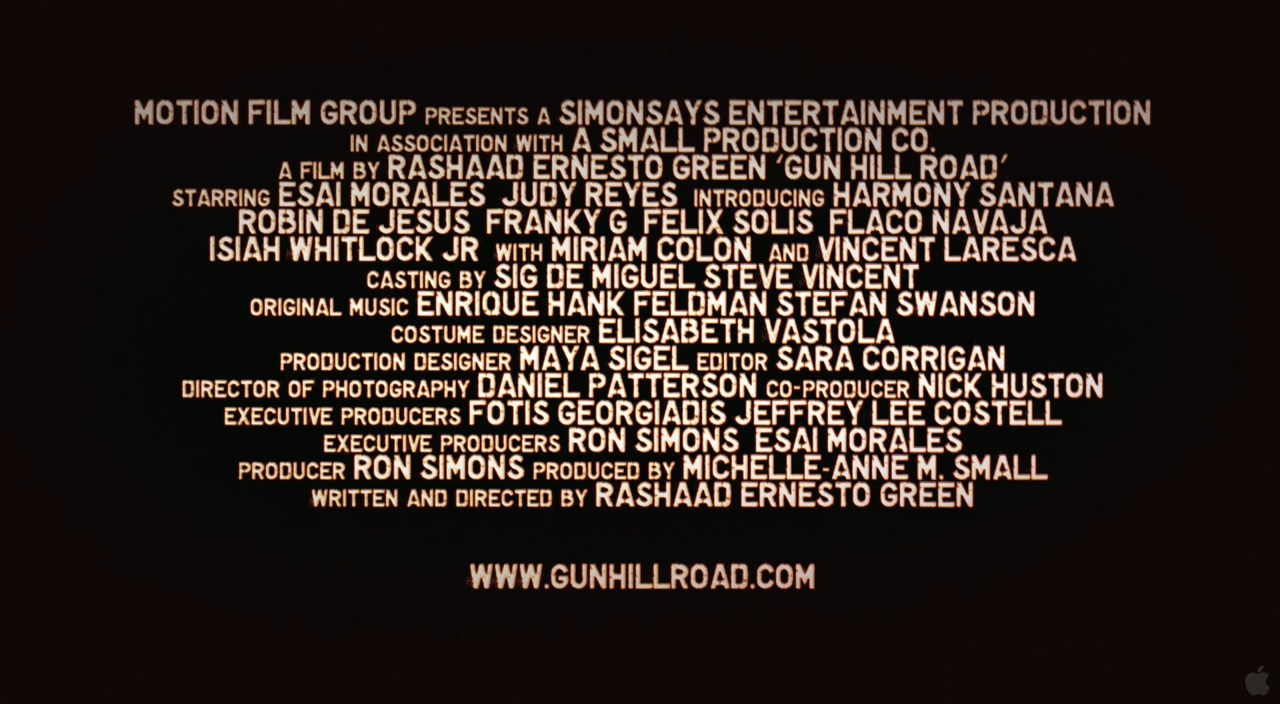 MOTION FILM GROUP PRESENTS A SIMONSAYS ENTERTAINMENT PRODUCTION
IN ASSOCIATION WITH A SMALL PRODUCTION CO.
A FILM BY RASHAAD ERNESTO GREEN 'GUN HILL ROAD'
STARRING ESAI MORALES JUDY REYES INTRODUCING HARMONY SANTANA
ROBIN DE JESUS FRANKY G FELIX SOLIS FLACO NAVAJA
ISIAH WHITLOCK JR WITH MIRIAM COLON AND VINCENT LARESCA
CASTING BY SIG DE MIGUEL STEVE VINCENT
ORIGINAL MUSIC ENRIQUE HANK FELDMAN STEFAN SWANSON
COSTUME DESIGNER ELISABETH VASTOLA
PRODUCTION DESIGNER MAYA SIGEL EDITOR SARA CORRIGAN
DIRECTOR OF PHOTOGRAPHY DANIEL PATTERSON CO-PRODUCER NICK HUSTON
EXECUTIVE PRODUCERS FOTIS GEORGIADIS JEFFREY LEE COSTELL
EXECUTIVE PRODUCERS RON SIMONS ESAI MORALES
PRODUCER RON SIMONS PRODUCED BY MICHELLE-ANNE M. SMALL
WRITTEN AND DIRECTED BY RASHAAD ERNESTO GREEN
WWW.GUNHILLROAD.COM